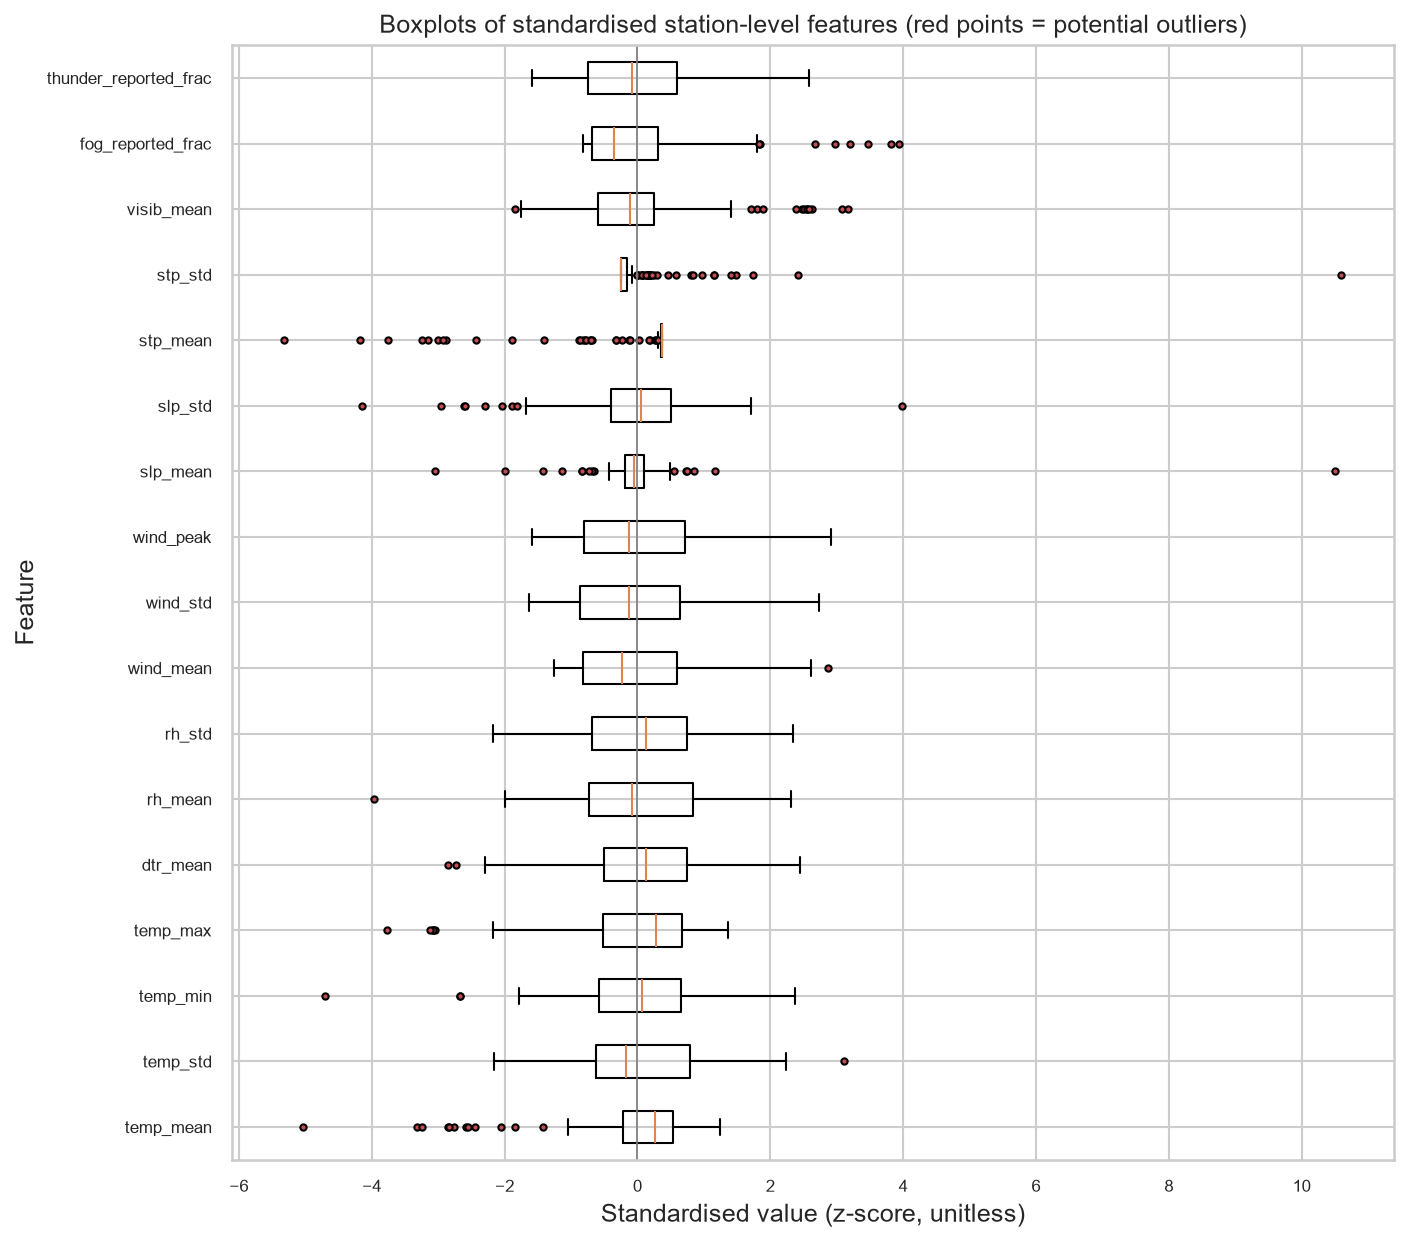 Boxplots of standardised station-level features (red points = potential outliers)
thunder_reported_frac
fog_reported_frac
visib_mean
stp_std
stp_mean
slp_std
slp_mean
wind_peak
wind_std
wind_mean
rh_std
rh_mean
dtr_mean
temp_max
temp_min
temp_std
temp_mean
Feature
−6 −4 −2 0 2 4 6 8 10
Standardised value (z-score, unitless)